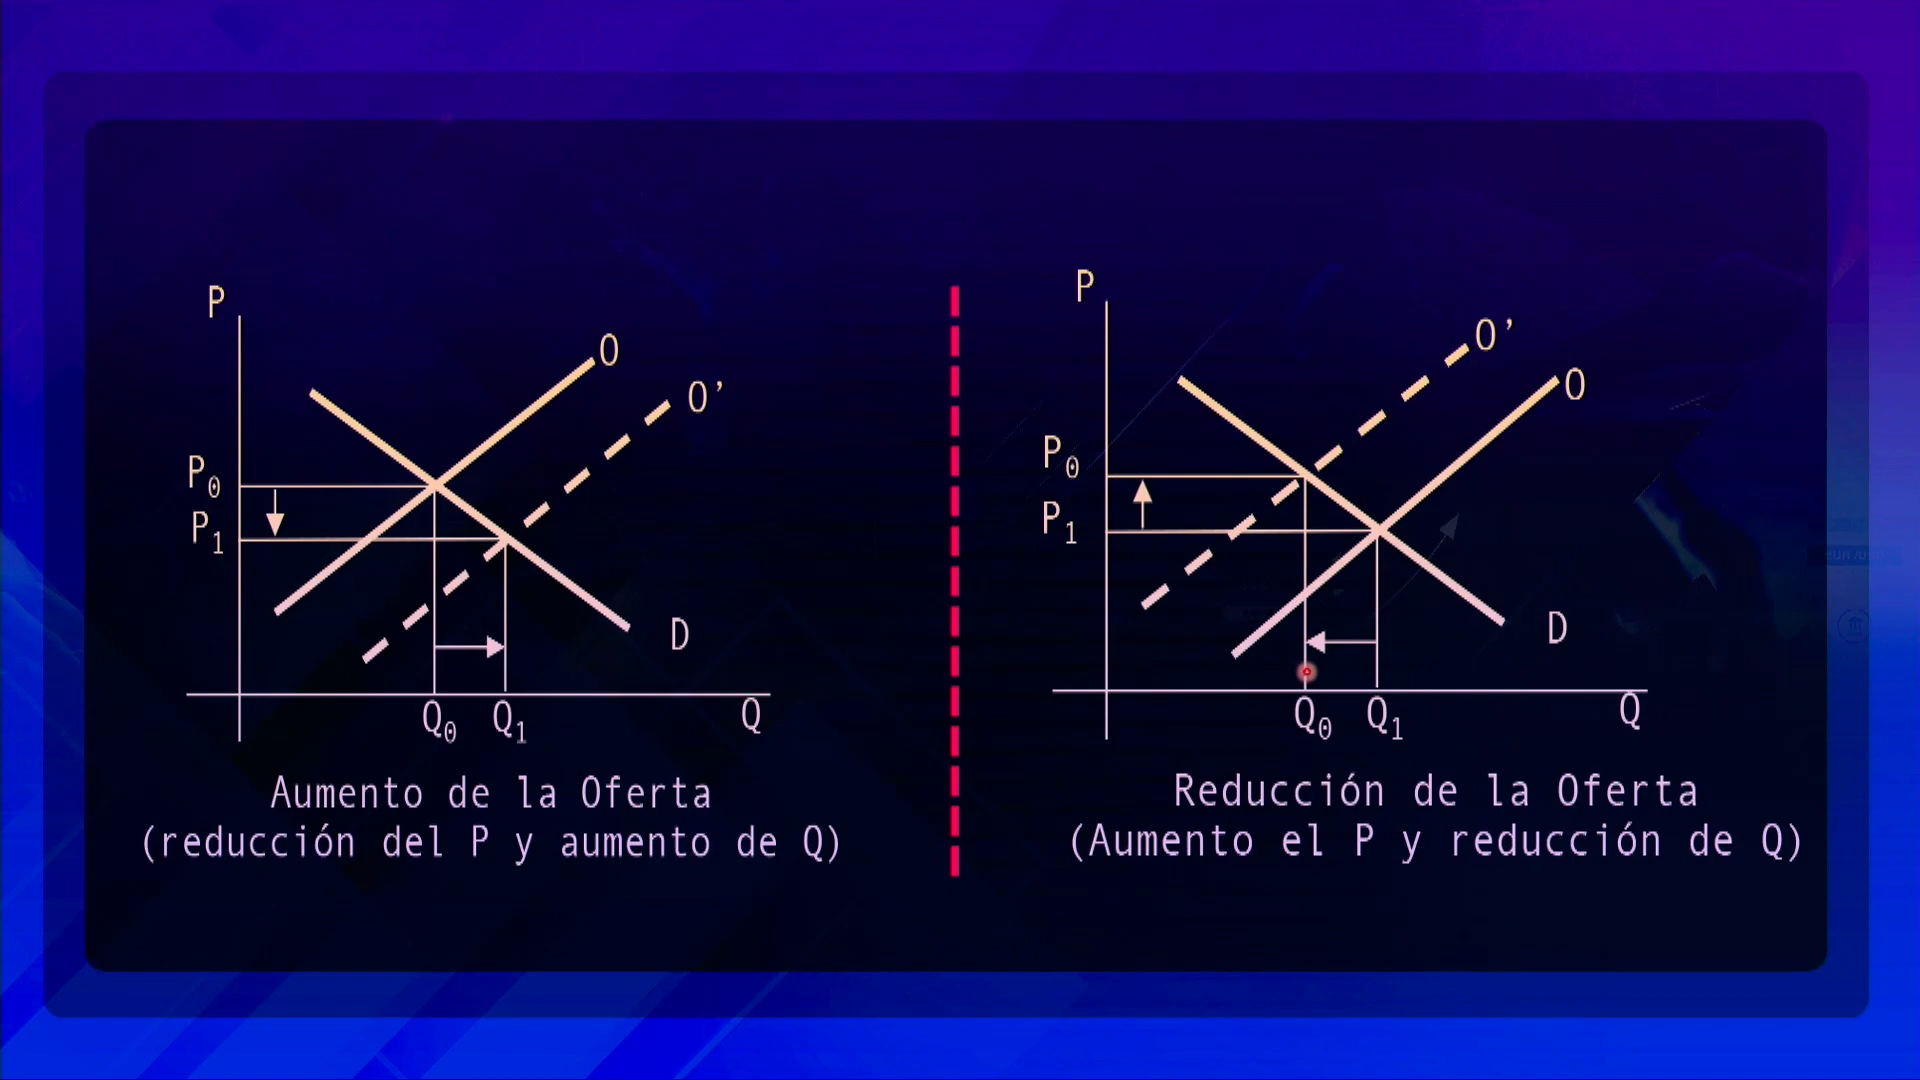 P
O
O'
P0
P1
D
Q0 Q1 Q
Aumento de la Oferta
(reducción del P y aumento de Q)
P
O'
O
P0
P1
D
Q0 Q1 Q
Reducción de la Oferta
(Aumento el P y reducción de Q)